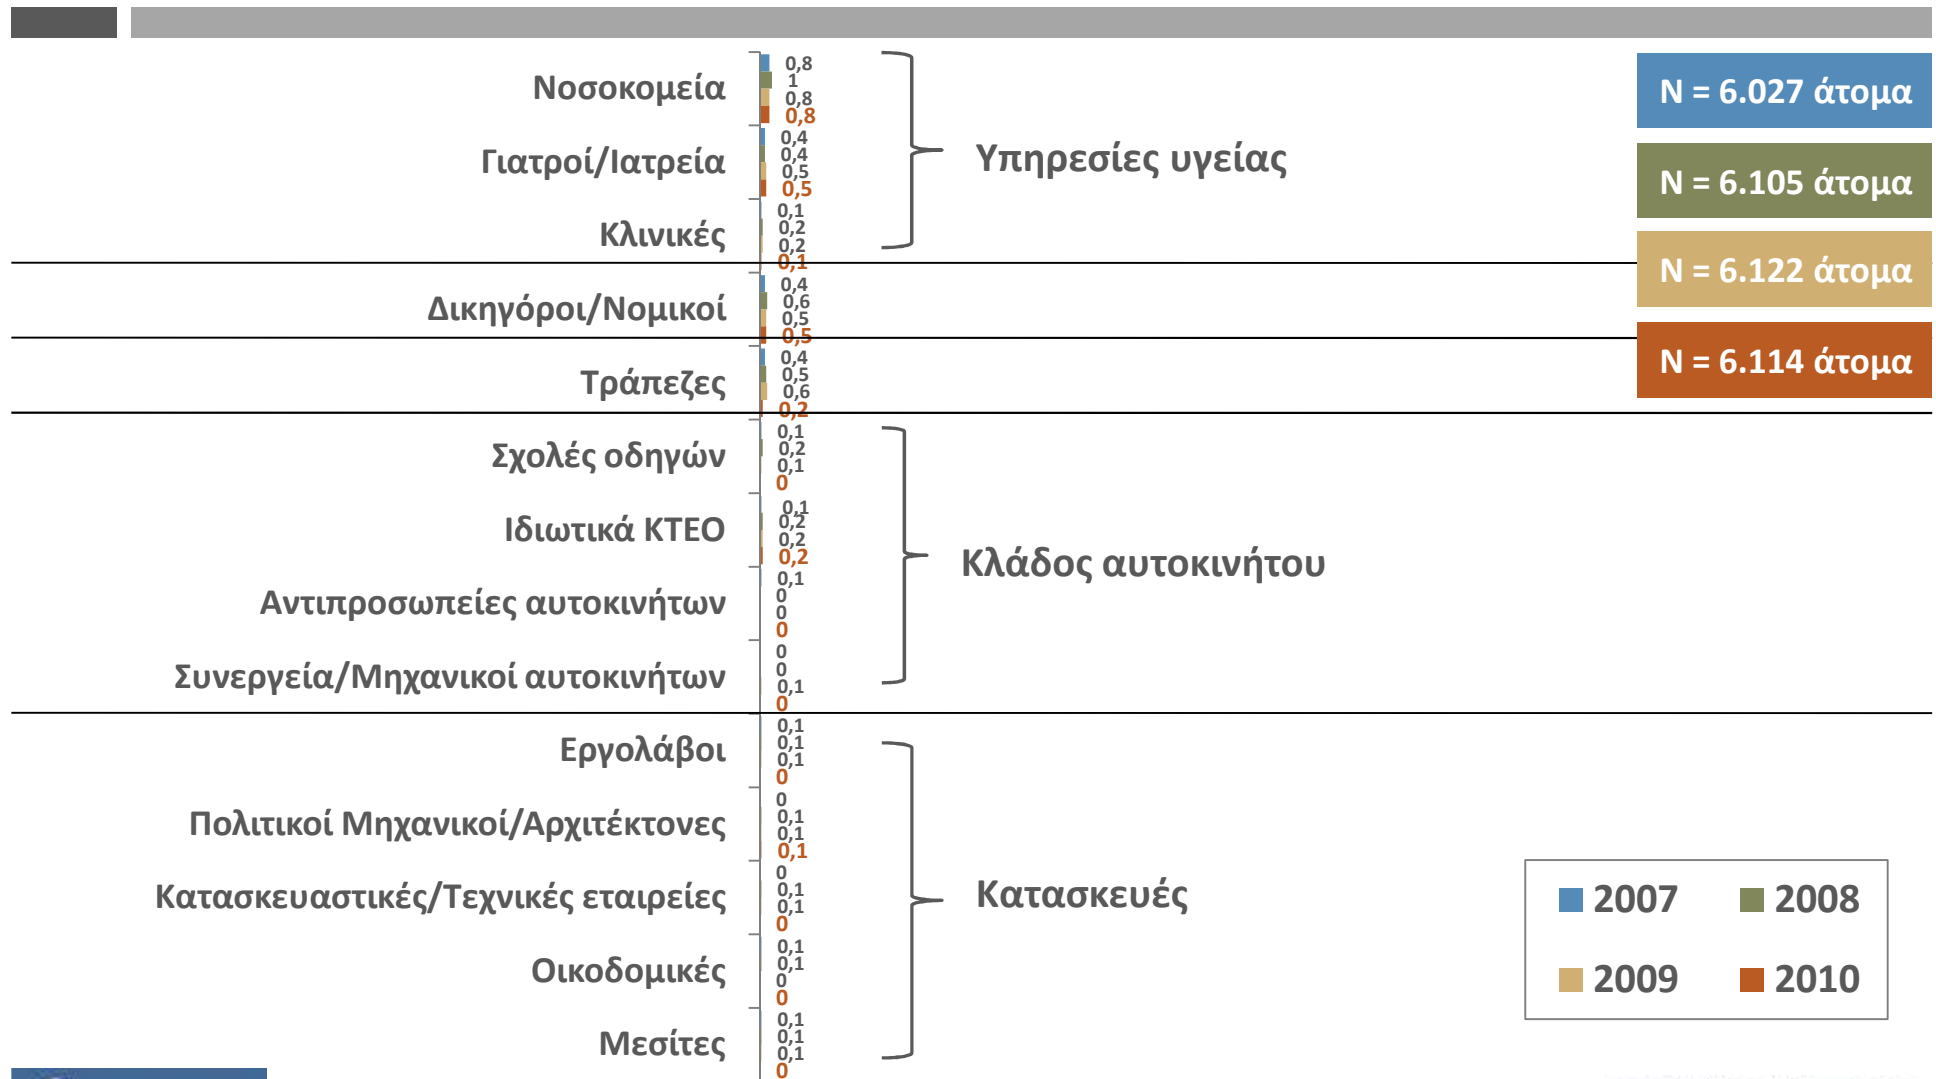 Νοσοκομεία
0,8
1
0,8
0,8
Γιατροί/Ιατρεία
0,4
0,4
0,5
0,5
Κλινικές
0,1
0,2
0,2
0,1
Υπηρεσίες υγείας
Δικηγόροι/Νομικοί
0,4
0,6
0,5
0,5
Τράπεζες
0,4
0,5
0,6
0,2
Σχολές οδηγών
0,1
0,2
0,1
0
Ιδιωτικά ΚΤΕΟ
0,1
0,2
0,2
0,2
Αντιπροσωπείες αυτοκινήτων
0,1
0
0
0
Συνεργεία/Μηχανικοί αυτοκινήτων
0
0
0,1
0
Κλάδος αυτοκινήτου
Εργολάβοι
0,1
0,1
0,1
0
Πολιτικοί Μηχανικοί/Αρχιτέκτονες
0
0,1
0,1
0,1
Κατασκευαστικές/Τεχνικές εταιρείες
0
0,1
0,1
0
Οικοδομικές
0,1
0,1
0
0
Μεσίτες
0,1
0,1
0,1
0
Κατασκευές
N = 6.027 άτομα
N = 6.105 άτομα
N = 6.122 άτομα
N = 6.114 άτομα
2007 2008
2009 2010